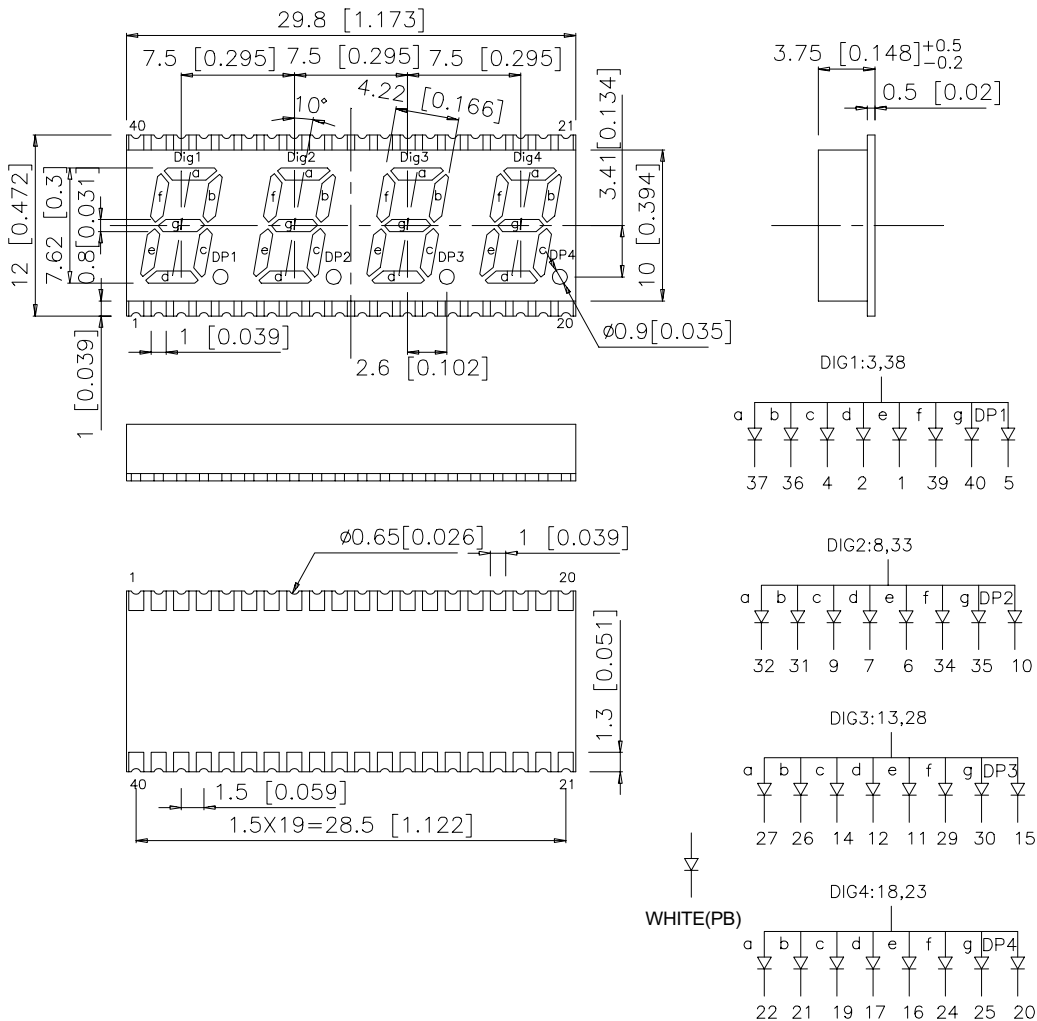 29.8 [1.173]
7.5 [0.295] 7.5 [0.295] 7.5 [0.295]
4.22 [0.166]
10°
40 21
Dig1 Dig2 Dig3 Dig4
a a a a
f b f b f b f b
g g g g
e c e c e c e c
d d d d
DP1 DP2 DP3 DP4
1 20
12 [0.472]
7.62 [0.3]
0.8[0.031]
1 [0.039]
1 [0.039]
2.6 [0.102]
3.41 [0.134]
10 [0.394]
ø0.9[0.035]
3.75 [0.148]+0.5 −0.2
0.5 [0.02]
DIG1:3,38
a b c d e f g DP1
37 36 4 2 1 39 40 5
ø0.65[0.026] 1 [0.039]
1 20
1.3 [0.051]
40 21
1.5 [0.059]
1.5X19=28.5 [1.122]
DIG2:8,33
a b c d e f g DP2
32 31 9 7 6 34 35 10
DIG3:13,28
a b c d e f g DP3
27 26 14 12 11 29 30 15
WHITE(PB)
DIG4:18,23
a b c d e f g DP4
22 21 19 17 16 24 25 20